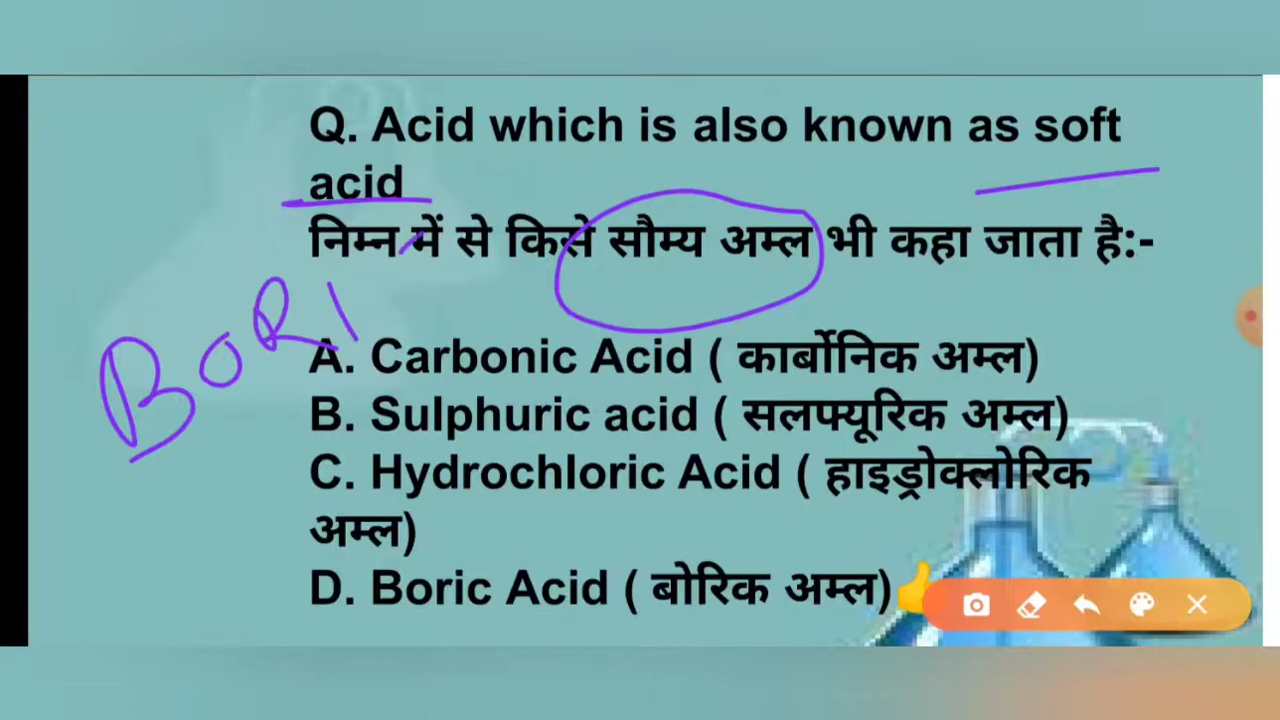 Q. Acid which is also known as soft
acid
निम्न में से किसे सौम्य अम्ल भी कहा जाता है:-
BORI
A. Carbonic Acid ( कार्बोनिक अम्ल)
B. Sulphuric acid ( सलफ्यूरिक अम्ल)
C. Hydrochloric Acid ( हाइड्रोक्लोरिक
अम्ल)
D. Boric Acid ( बोरिक अम्ल)